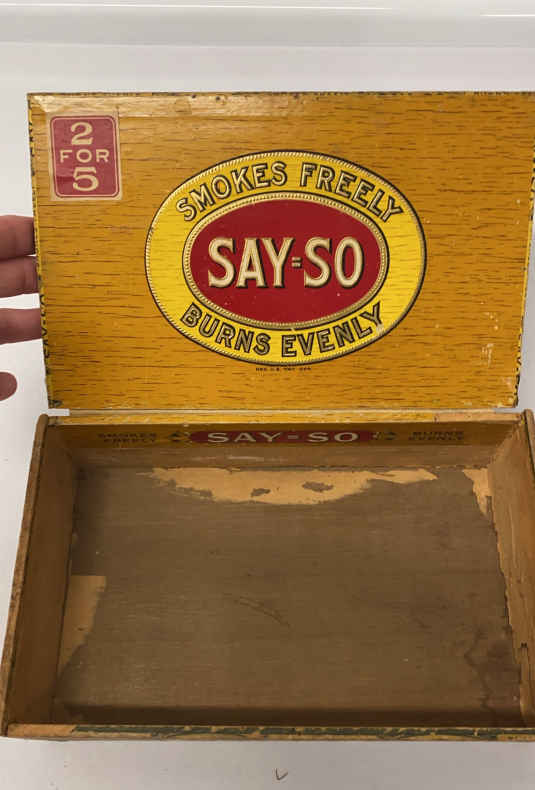 2
FOR
5
SMOKES FREELY
SAY=SO
BURNS EVENLY
SMOKES
FREELY
SAY=SO
BURNS
EVENLY